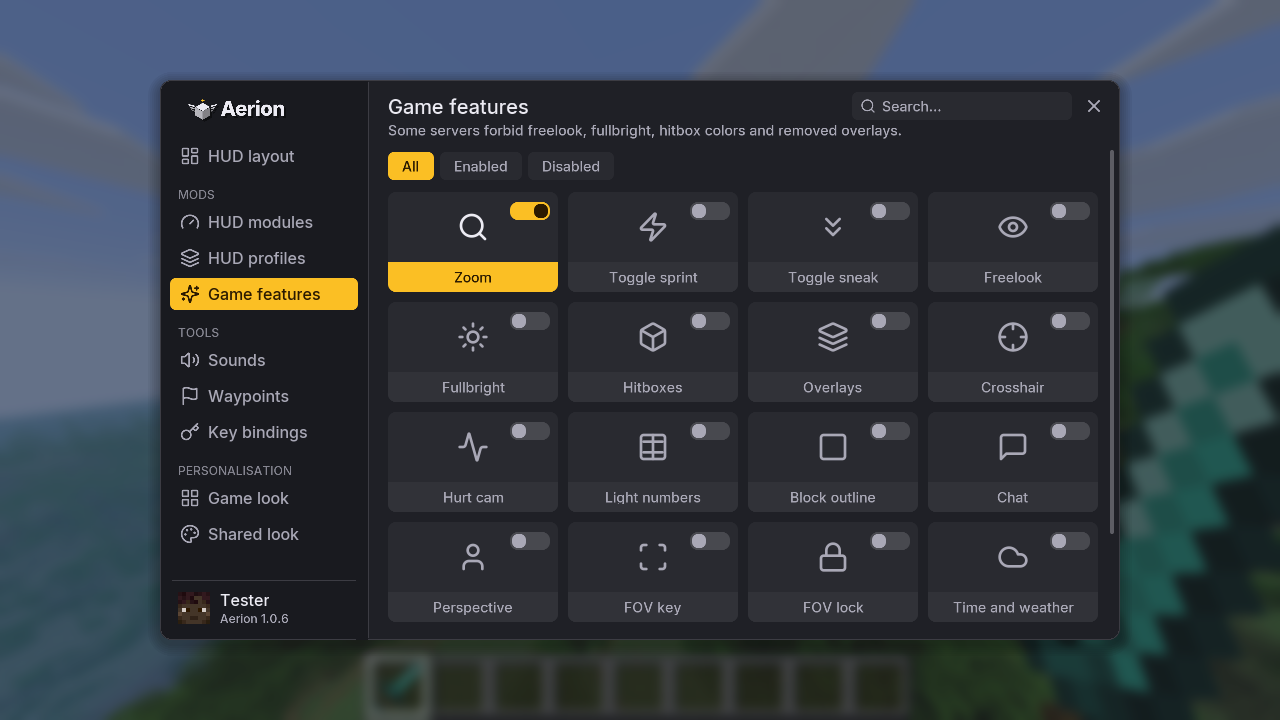 Aerion
HUD layout
MODS
HUD modules
HUD profiles
Game features
TOOLS
Sounds
Waypoints
Key bindings
PERSONALISATION
Game look
Shared look
Tester
Aerion 1.0.6
Game features
Search...
Some servers forbid freelook, fullbright, hitbox colors and removed overlays.
All Enabled Disabled
Zoom Toggle sprint Toggle sneak Freelook
Fullbright Hitboxes Overlays Crosshair
Hurt cam Light numbers Block outline Chat
Perspective FOV key FOV lock Time and weather